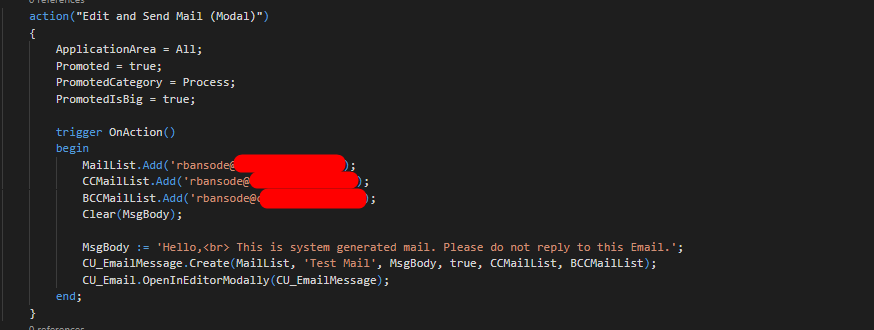 0 references
action("Edit and Send Mail (Modal)")
{
ApplicationArea = All;
Promoted = true;
PromotedCategory = Process;
PromotedIsBig = true;
trigger OnAction()
begin
MailList.Add('rbansode@);
CCMailList.Add('rbansode@);
BCCMailList.Add('rbansode@);
Clear(MsgBody);
MsgBody := 'Hello,<br> This is system generated mail. Please do not reply to this Email.';
CU_EmailMessage.Create(MailList, 'Test Mail', MsgBody, true, CCMailList, BCCMailList);
CU_Email.OpenInEditorModally(CU_EmailMessage);
end;
}
0 references